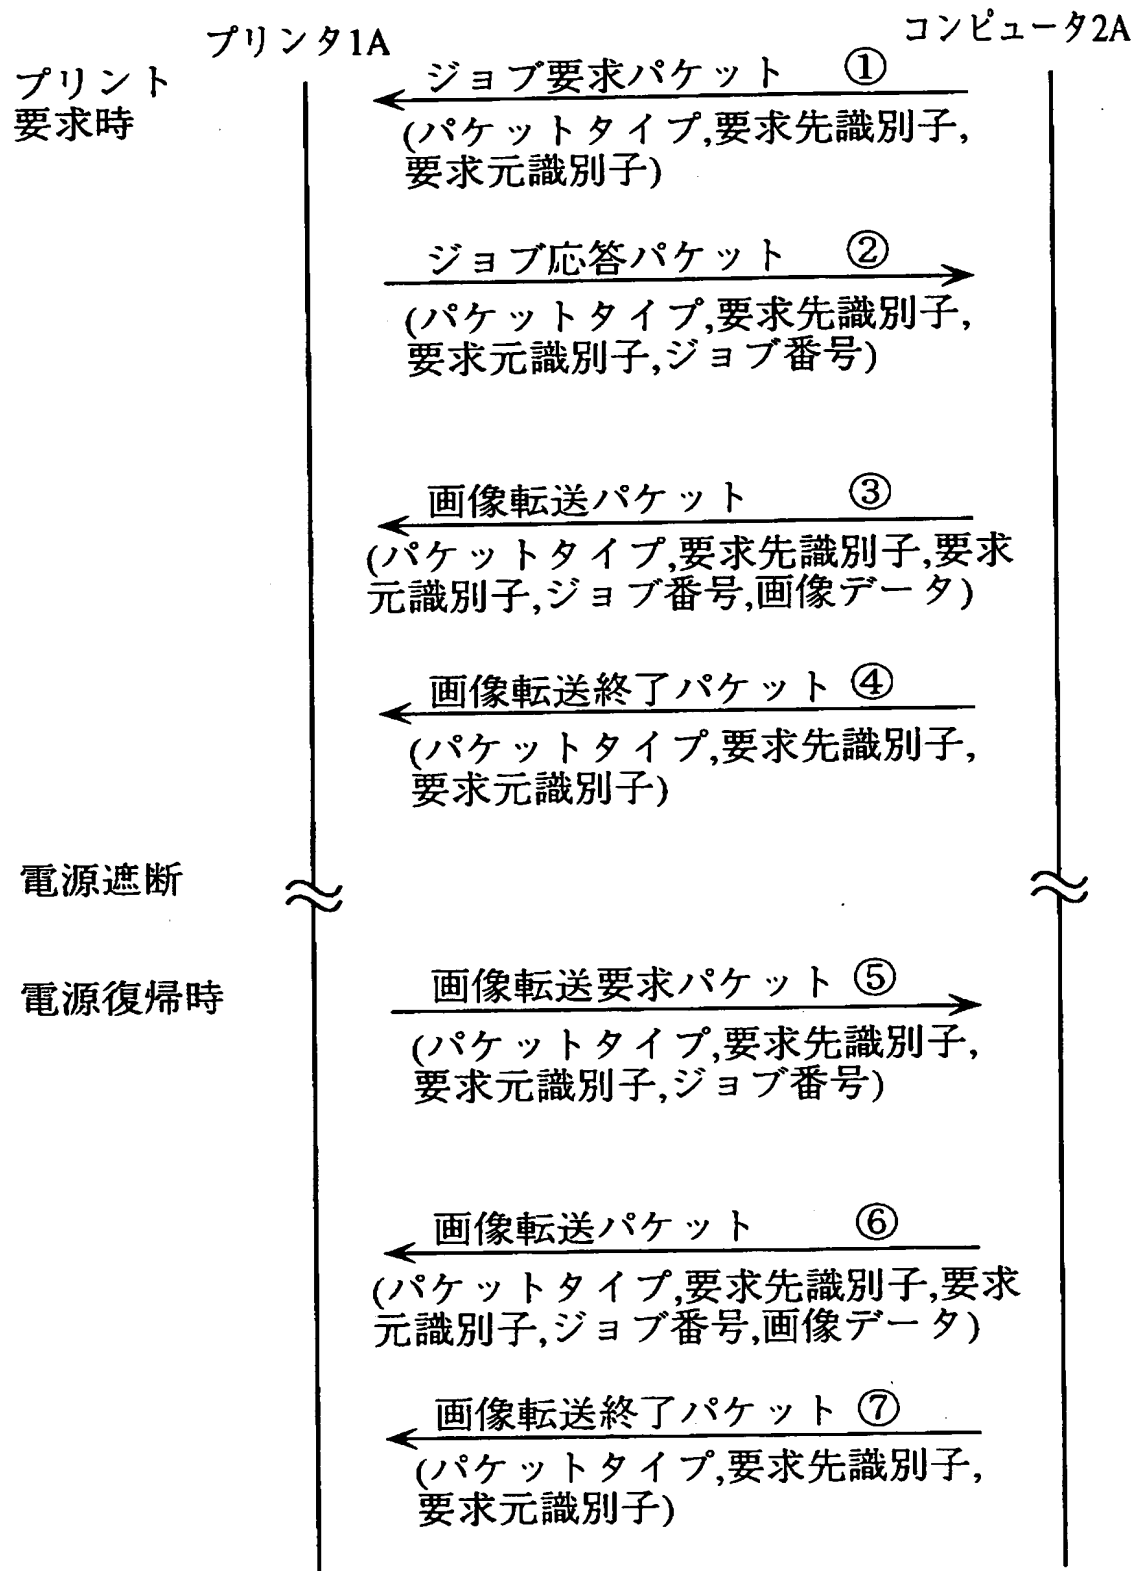 プリンタ1A
コンピュータ2A
プリント
要求時
ジョブ要求パケット ①
(パケットタイプ,要求先識別子,
要求元識別子)
ジョブ応答パケット ②
(パケットタイプ,要求先識別子,
要求元識別子,ジョブ番号)
画像転送パケット ③
(パケットタイプ,要求先識別子,要求
元識別子,ジョブ番号,画像データ)
画像転送終了パケット ④
(パケットタイプ,要求先識別子,
要求元識別子)
電源遮断
電源復帰時
画像転送要求パケット ⑤
(パケットタイプ,要求先識別子,
要求元識別子,ジョブ番号)
画像転送パケット ⑥
(パケットタイプ,要求先識別子,要求
元識別子,ジョブ番号,画像データ)
画像転送終了パケット ⑦
(パケットタイプ,要求先識別子,
要求元識別子)